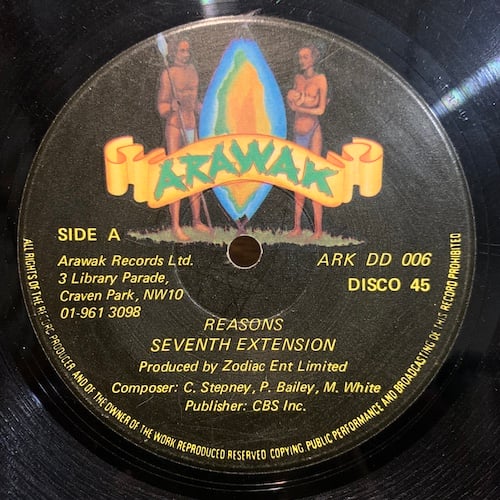 ARAWAK
SIDE A
Arawak Records Ltd.
3 Library Parade,
Craven Park, NW10
01-961 3098
ARK DD 006
DISCO 45
REASONS
SEVENTH EXTENSION
Produced by Zodiac Ent Limited
Composer: C. Stepney, P. Bailey, M. White
Publisher: CBS Inc.
ALL RIGHTS OF THE RECORD PRODUCER AND OF THE OWNER OF THE WORK REPRODUCED RESERVED COPYING, PUBLIC PERFORMANCE AND BROADCASTING OF THIS RECORD PROHIBITED